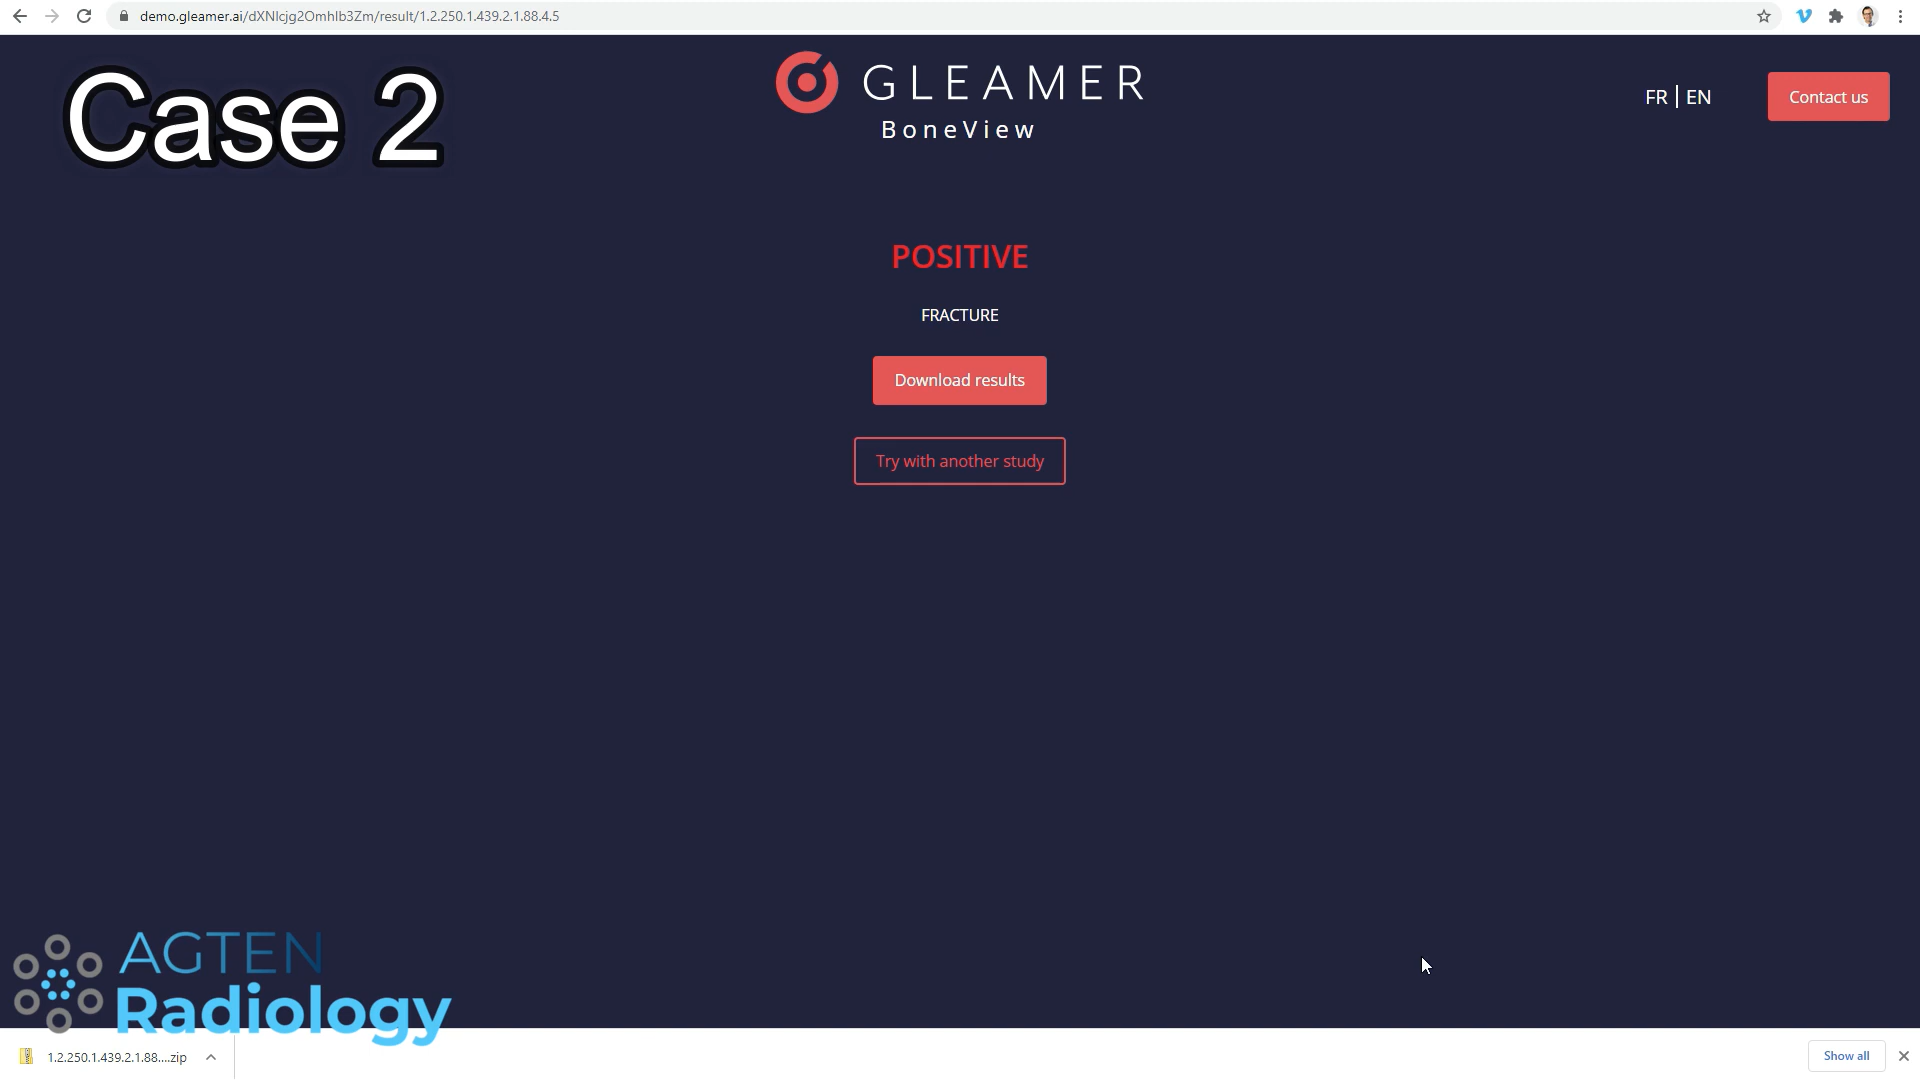 demo.gleamer.ai/dXNlcjg2Omhlb3Zm/result/1.2.250.1.439.2.1.88.4.5
Case 2
GLEAMER
BoneView
FR | EN
Contact us
POSITIVE
FRACTURE
Download results
Try with another study
AGTEN
Radiology
1.2.250.1.439.2.1.88....zip
Show all